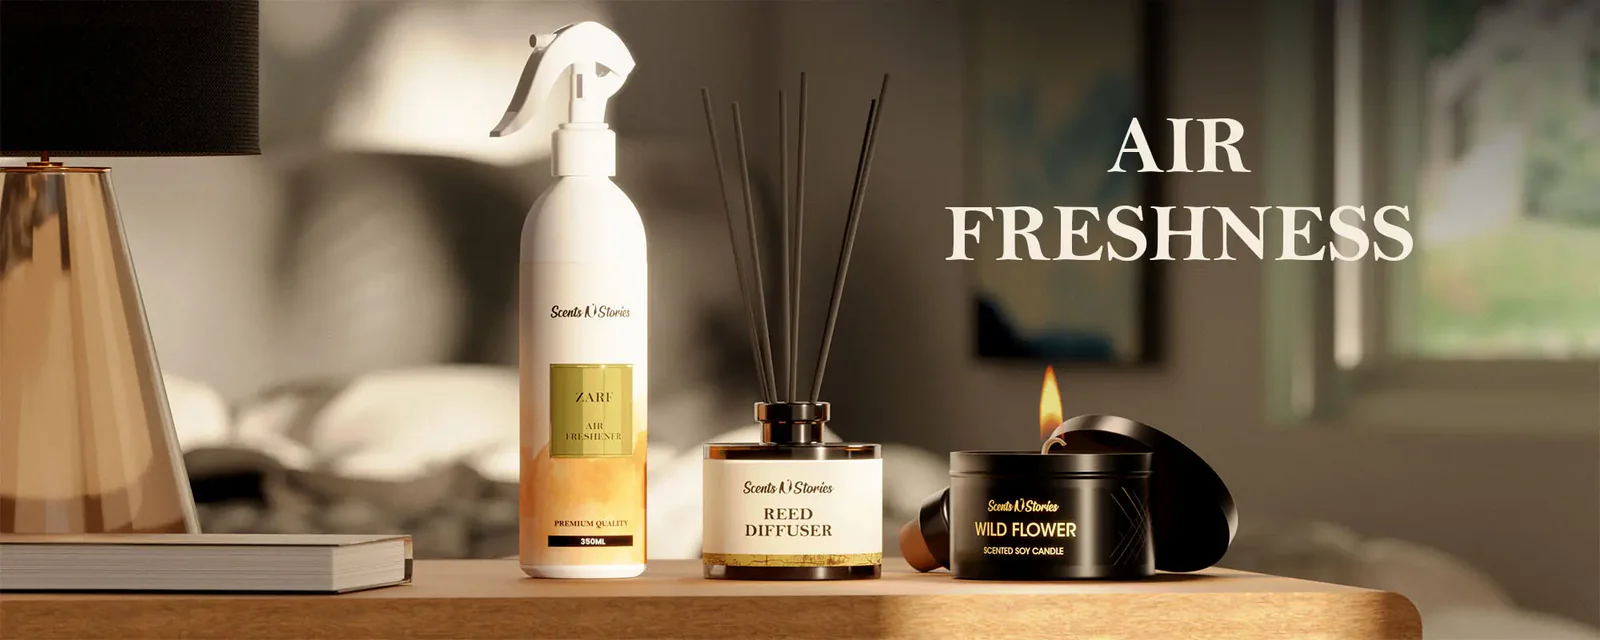 AIR
FRESHNESS
Scents N Stories
ZARF
AIR
FRESHENER
PREMIUM QUALITY
350ML
Scents N Stories
REED
DIFFUSER
Scents N Stories
WILD FLOWER
SCENTED SOY CANDLE